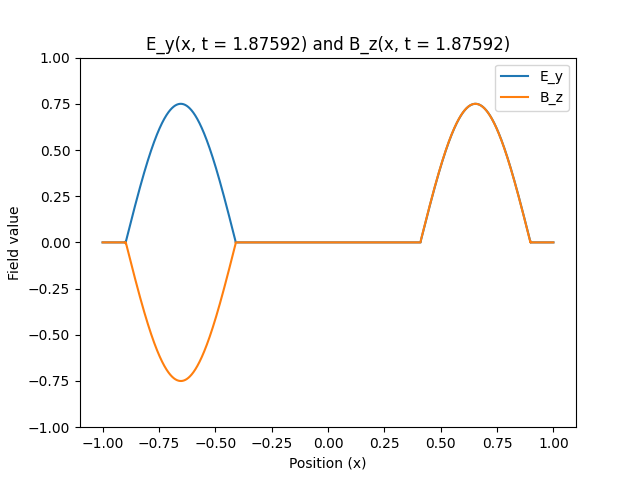 E_y(x, t = 1.87592) and B_z(x, t = 1.87592)
E_y
B_z
1.00
0.75
0.50
0.25
0.00
−0.25
−0.50
−0.75
−1.00
Field value
−1.00 −0.75 −0.50 −0.25 0.00 0.25 0.50 0.75 1.00
Position (x)